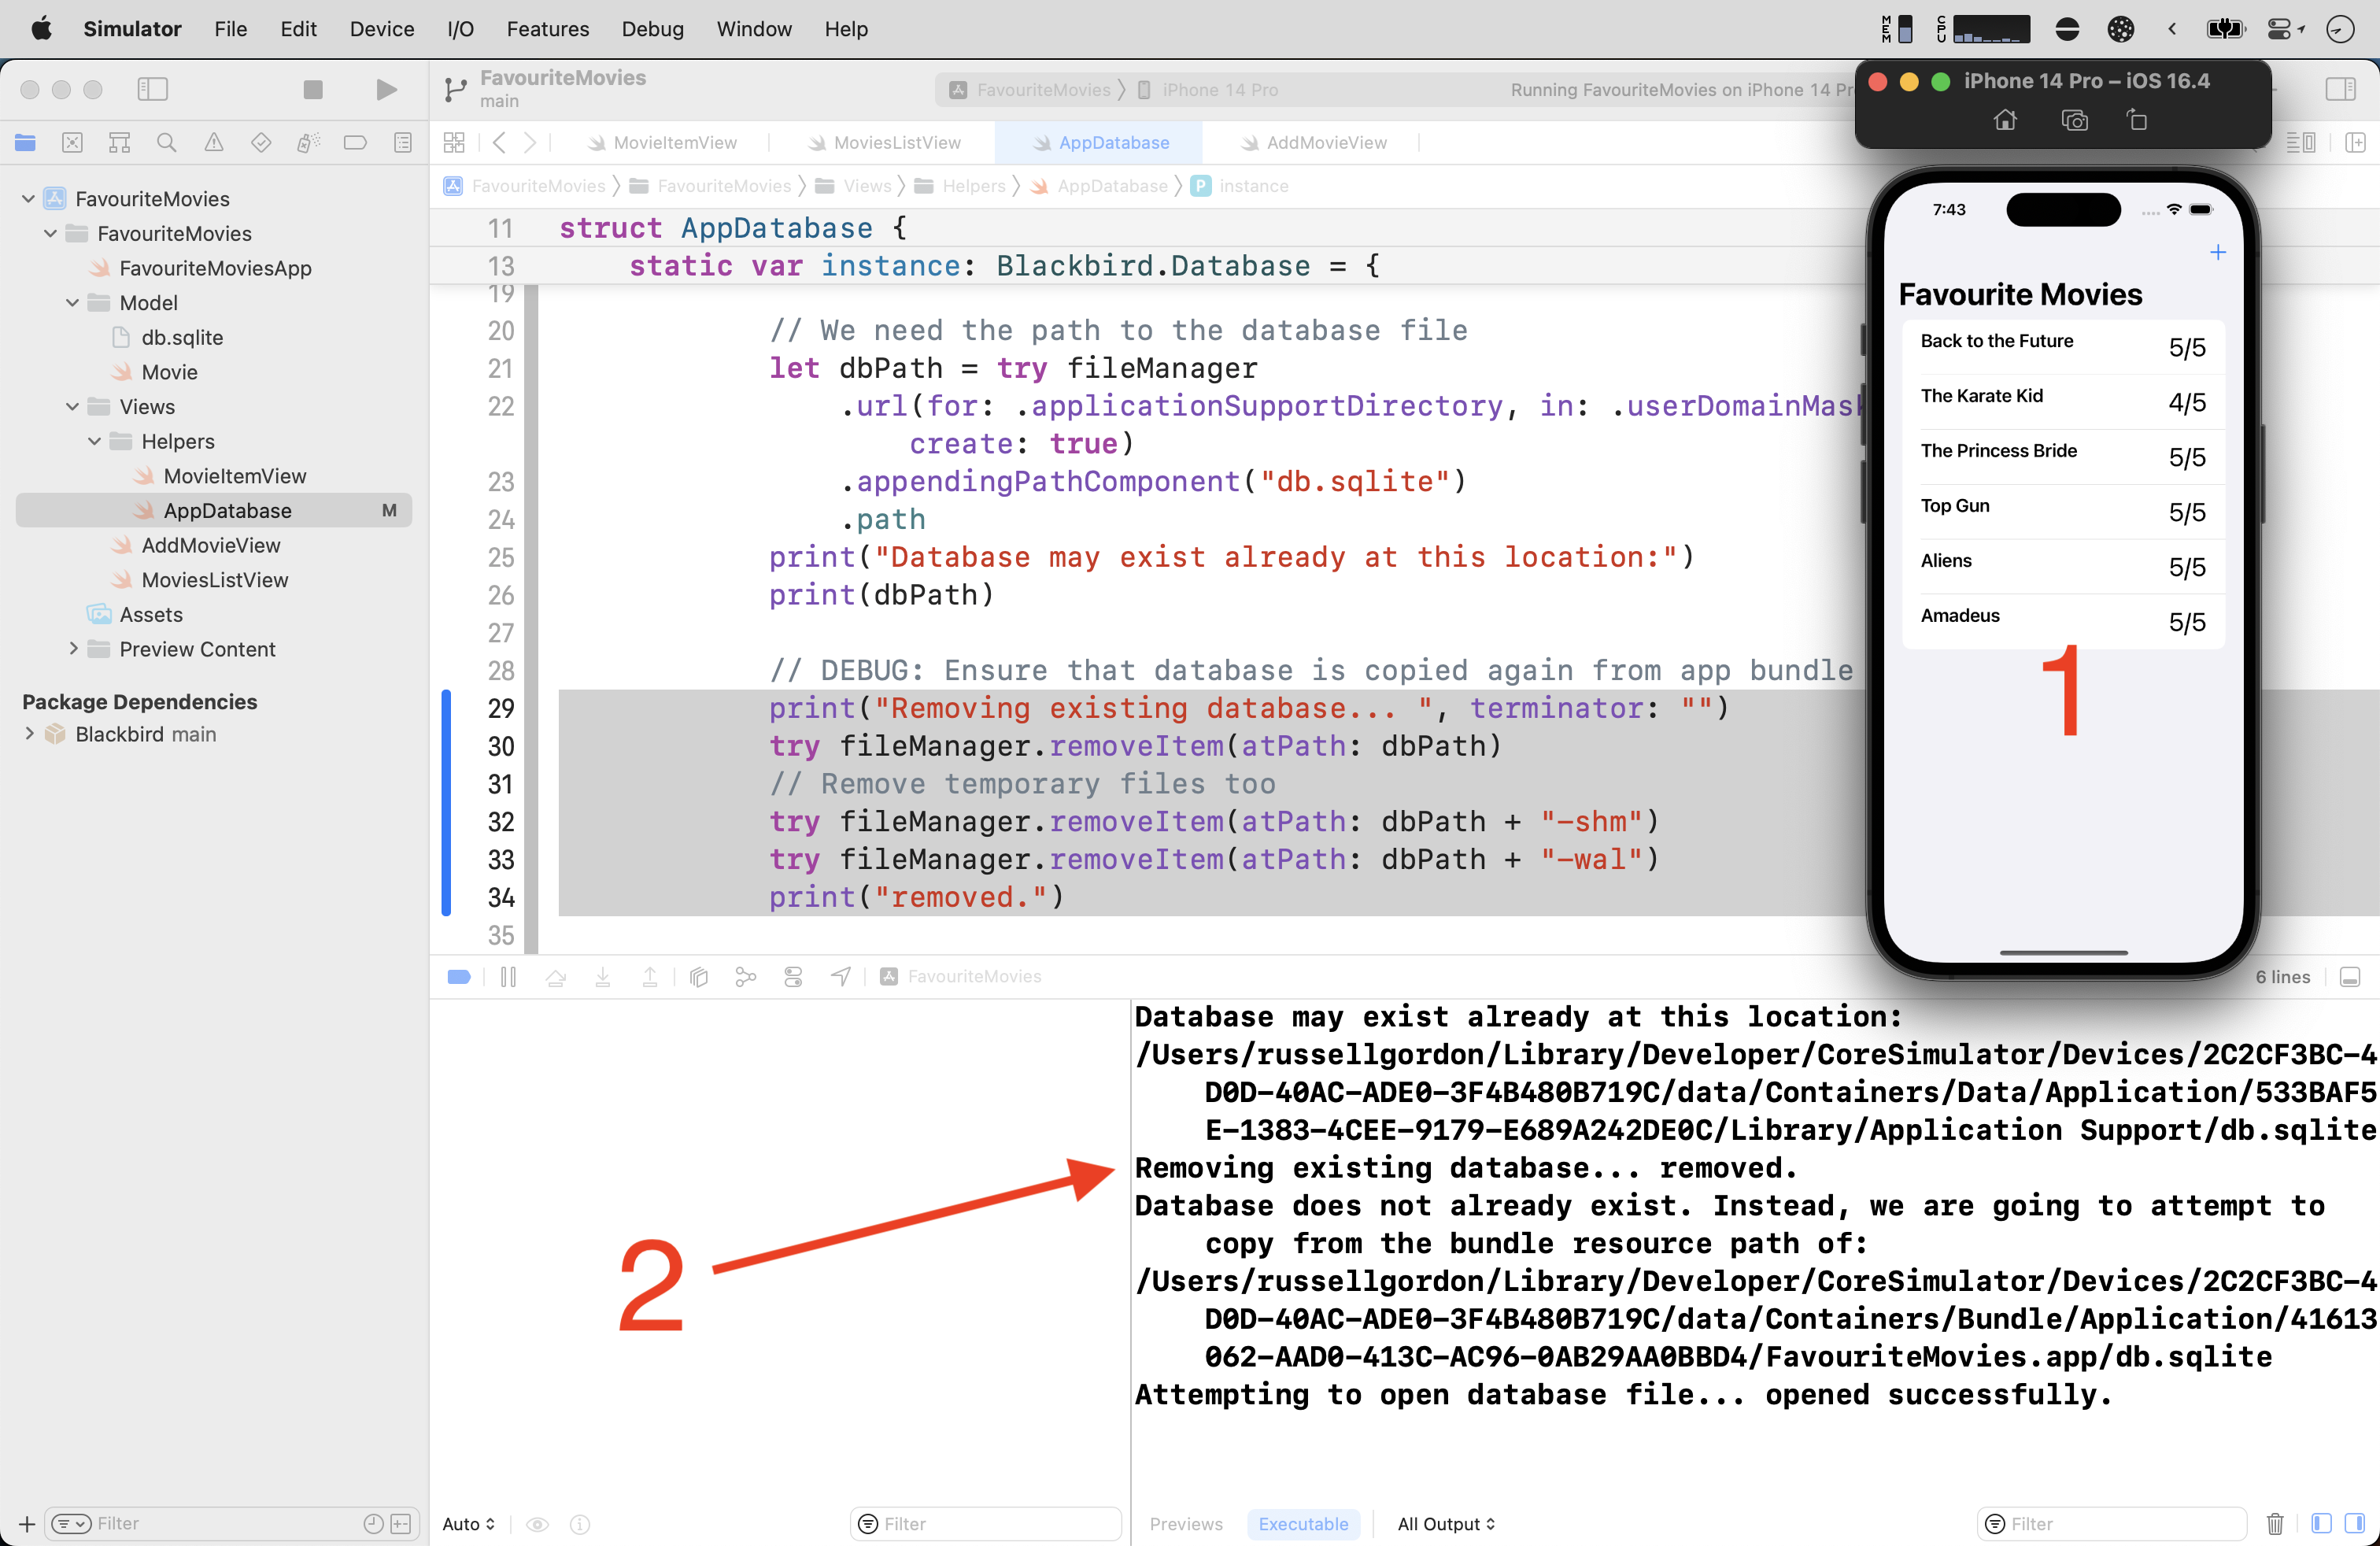 Simulator File Edit Device I/O Features Debug Window Help MEM CPU
FavouriteMovies
main
FavouriteMovies iPhone 14 Pro
Running FavouriteMovies on iPhone 14 Pr
iPhone 14 Pro – iOS 16.4
MovieItemView MoviesListView AppDatabase AddMovieView
FavouriteMovies FavouriteMovies Views Helpers AppDatabase P instance
FavouriteMovies
FavouriteMovies
FavouriteMoviesApp
Model
db.sqlite
Movie
Views
Helpers
MovieItemView
AppDatabase M
AddMovieView
MoviesListView
Assets
Preview Content
Package Dependencies
Blackbird main
11 struct AppDatabase {
13 static var instance: Blackbird.Database = {
19
20 // We need the path to the database file
21 let dbPath = try fileManager
22 .url(for: .applicationSupportDirectory, in: .userDomainMask
create: true)
23 .appendingPathComponent("db.sqlite")
24 .path
25 print("Database may exist already at this location:")
26 print(dbPath)
27
28 // DEBUG: Ensure that database is copied again from app bundle
29 print("Removing existing database... ", terminator: "")
30 try fileManager.removeItem(atPath: dbPath)
31 // Remove temporary files too
32 try fileManager.removeItem(atPath: dbPath + "-shm")
33 try fileManager.removeItem(atPath: dbPath + "-wal")
34 print("removed.")
35
7:43
+
Favourite Movies
Back to the Future 5/5
The Karate Kid 4/5
The Princess Bride 5/5
Top Gun 5/5
Aliens 5/5
Amadeus 5/5
1
FavouriteMovies
6 lines
2
Database may exist already at this location:
/Users/russellgordon/Library/Developer/CoreSimulator/Devices/2C2CF3BC-4
D0D-40AC-ADE0-3F4B480B719C/data/Containers/Data/Application/533BAF5
E-1383-4CEE-9179-E689A242DE0C/Library/Application Support/db.sqlite
Removing existing database... removed.
Database does not already exist. Instead, we are going to attempt to
copy from the bundle resource path of:
/Users/russellgordon/Library/Developer/CoreSimulator/Devices/2C2CF3BC-4
D0D-40AC-ADE0-3F4B480B719C/data/Containers/Bundle/Application/41613
062-AAD0-413C-AC96-0AB29AA0BBD4/FavouriteMovies.app/db.sqlite
Attempting to open database file... opened successfully.
Filter
Auto
Filter
Previews Executable All Output
Filter